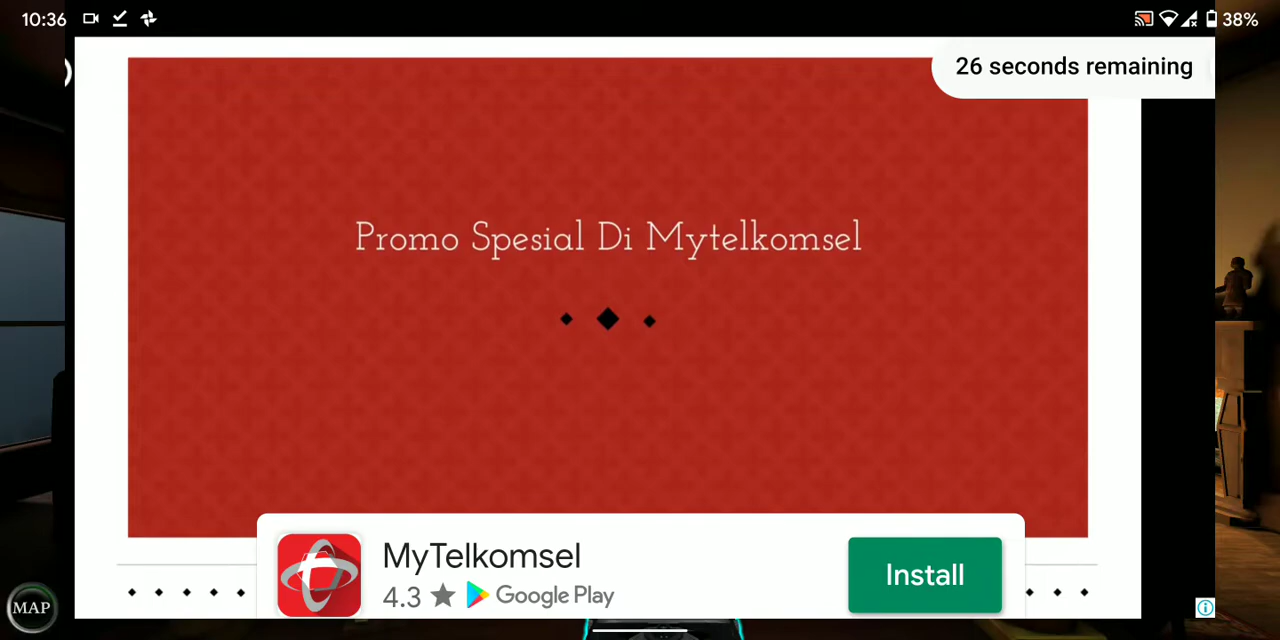 10:36
38%
26 seconds remaining
Promo Spesial Di Mytelkomsel
MyTelkomsel
4.3 ★ Google Play
Install
MAP